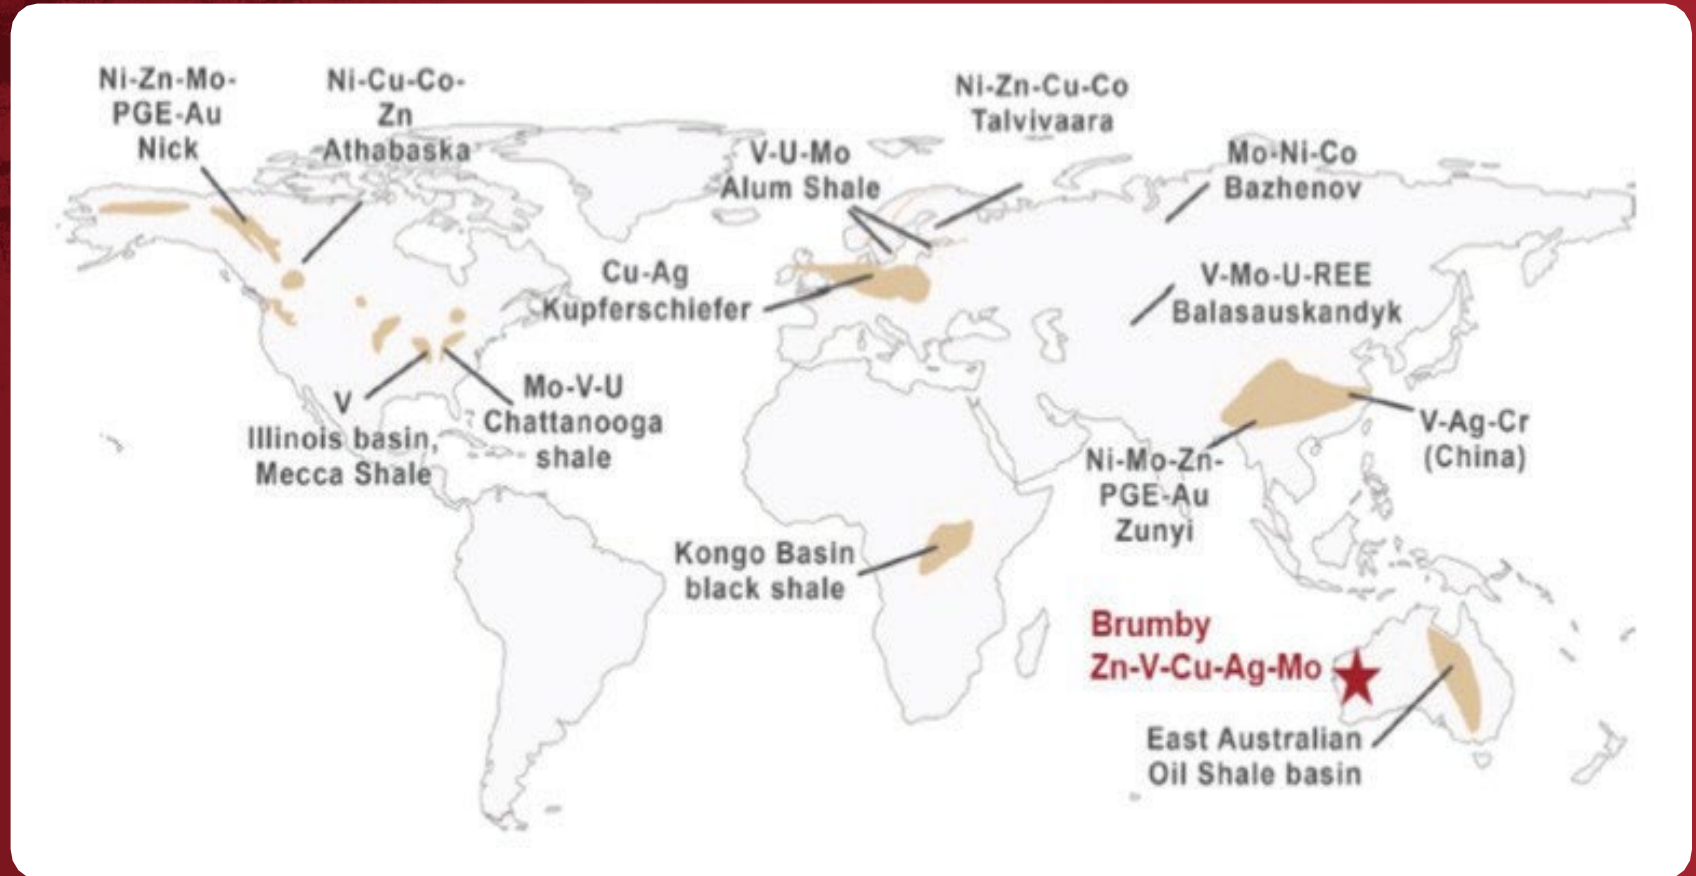 Ni-Zn-Mo-
PGE-Au
Nick
Ni-Cu-Co-
Zn
Athabaska
Ni-Zn-Cu-Co
Talvivaara
V-U-Mo
Alum Shale
Mo-Ni-Co
Bazhenov
Cu-Ag
Kupferschiefer
V-Mo-U-REE
Balasauskandyk
V
Illinois basin,
Mecca Shale
Mo-V-U
Chattanooga
shale
V-Ag-Cr
(China)
Ni-Mo-Zn-
PGE-Au
Zunyi
Kongo Basin
black shale
Brumby
Zn-V-Cu-Ag-Mo
East Australian
Oil Shale basin